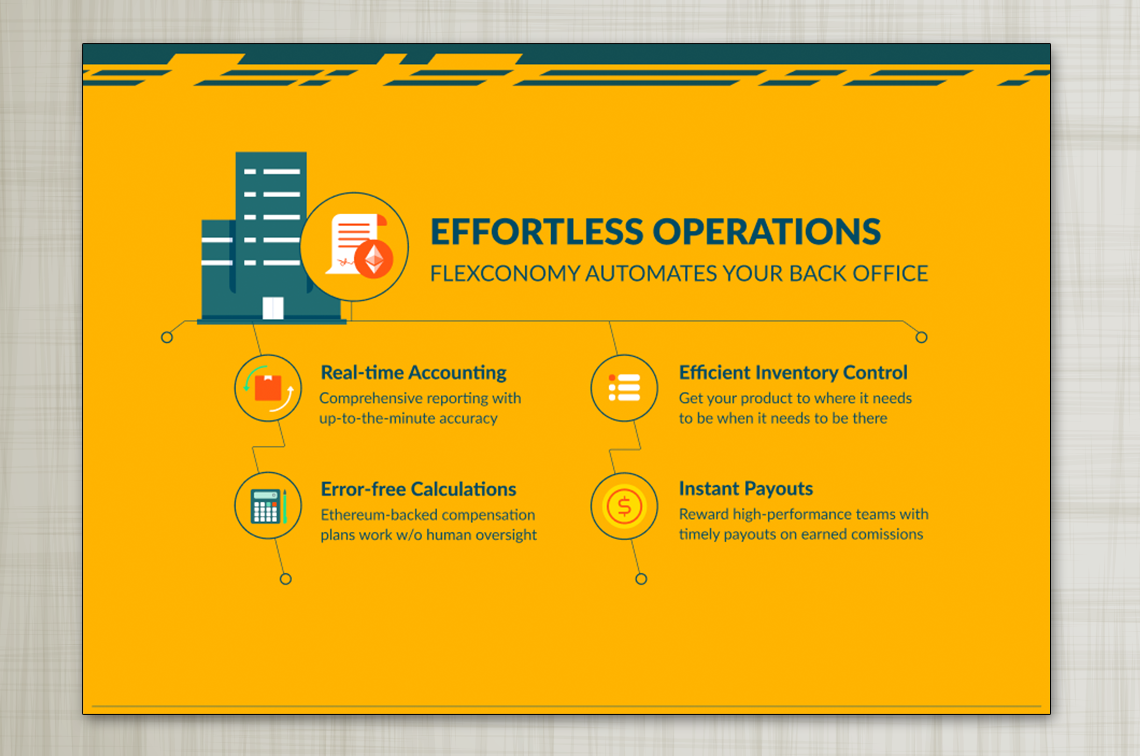 EFFORTLESS OPERATIONS
FLEXCONOMY AUTOMATES YOUR BACK OFFICE
Real-time Accounting
Comprehensive reporting with
up-to-the-minute accuracy
Efficient Inventory Control
Get your product to where it needs
to be when it needs to be there
Error-free Calculations
Ethereum-backed compensation
plans work w/o human oversight
Instant Payouts
Reward high-performance teams with
timely payouts on earned comissions